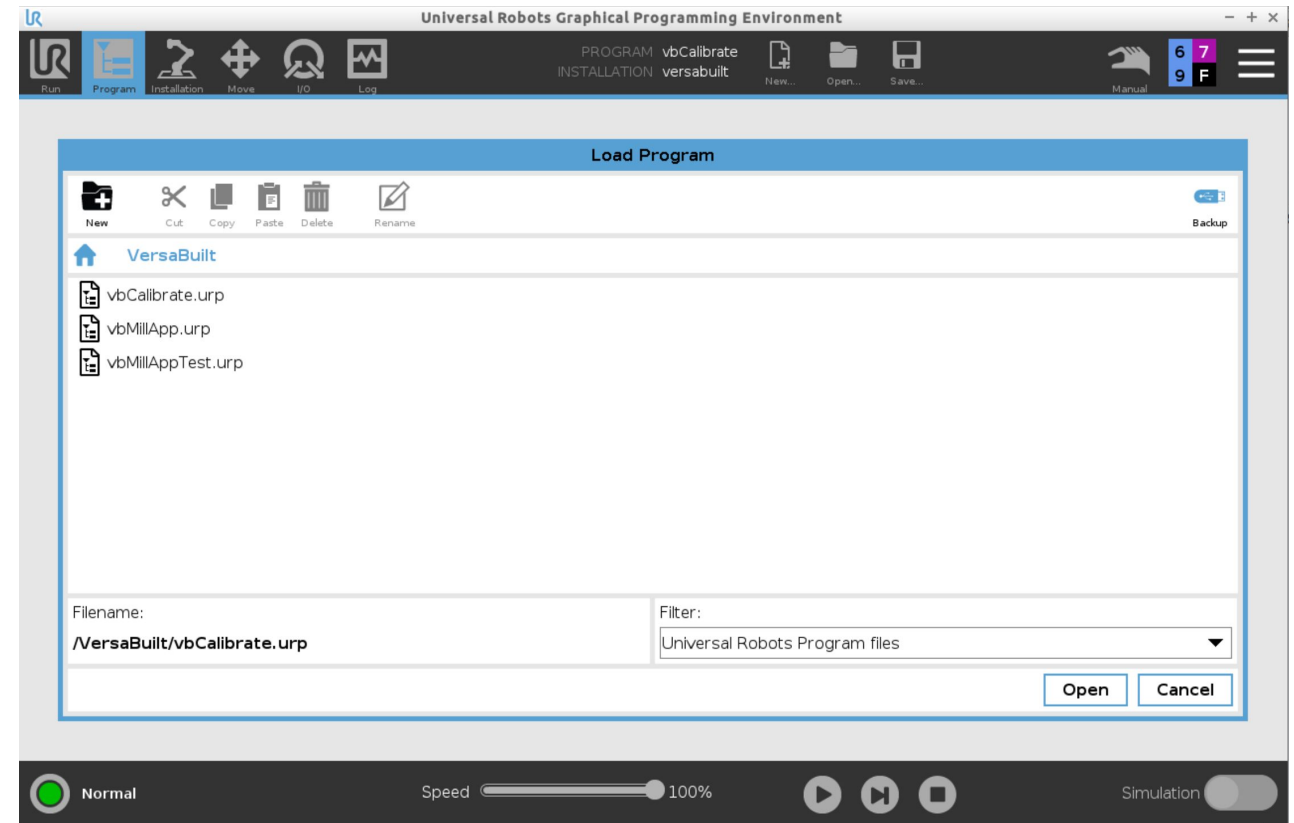 UR Universal Robots Graphical Programming Environment - + ×
UR PROGRAM vbCalibrate 6 7
INSTALLATION versabuilt 9 F
Run Program Installation Move I/O Log New... Open... Save... Manual
Load Program
New Cut Copy Paste Delete Rename Backup
VersaBuilt
vbCalibrate.urp
vbMillApp.urp
vbMillAppTest.urp
Filename: Filter:
/VersaBuilt/vbCalibrate.urp Universal Robots Program files
Open Cancel
Normal Speed 100% Simulation